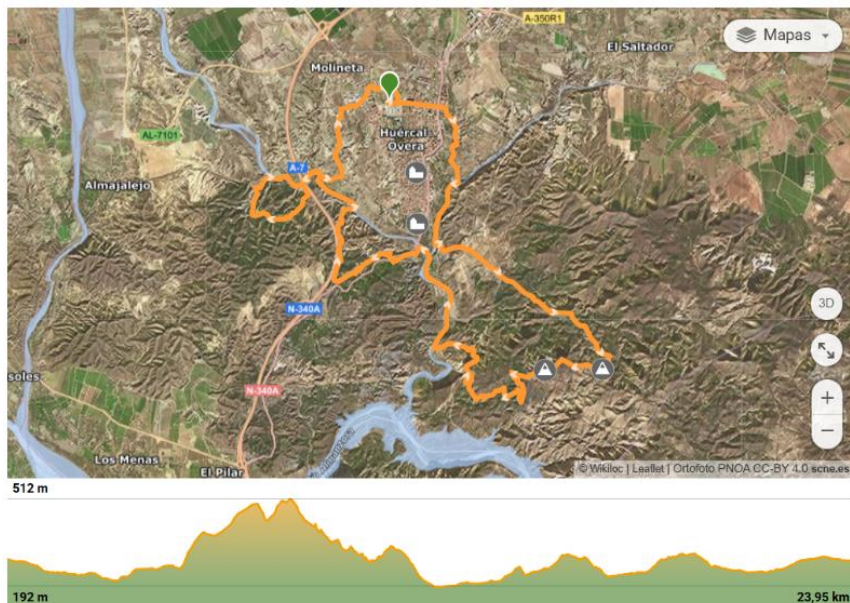 A-350R1
Mapas
El Saltador
Molineta
AL-7101
Huércal
Overa
A-7
Almajalejo
3D
N-340A
soles
N-340A
+
−
Almanzora
Los Menas
El Pilar
© Wikiloc | Leaflet | Ortofoto PNOA CC-BY 4.0 scne.es
512 m
192 m
23,95 km